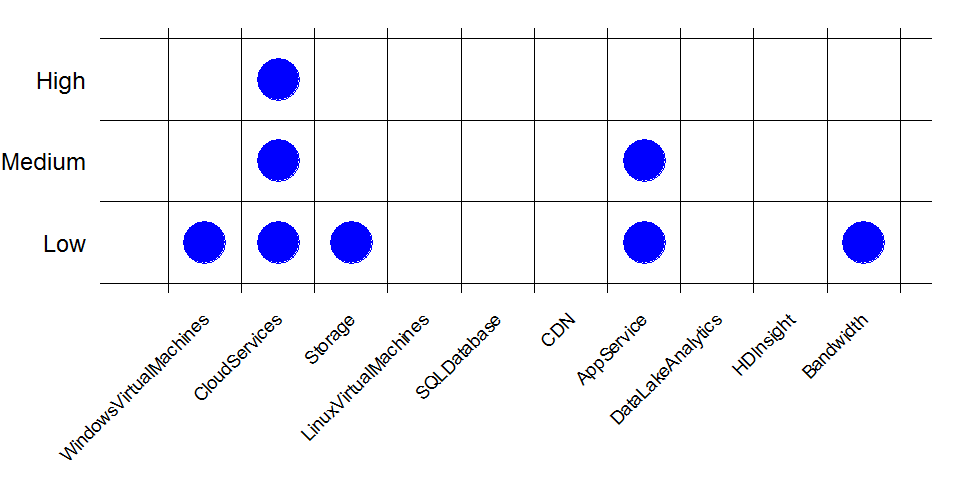 High
Medium
Low
WindowsVirtualMachines
CloudServices
Storage
LinuxVirtualMachines
SQLDatabase
CDN
AppService
DataLakeAnalytics
HDInsight
Bandwidth